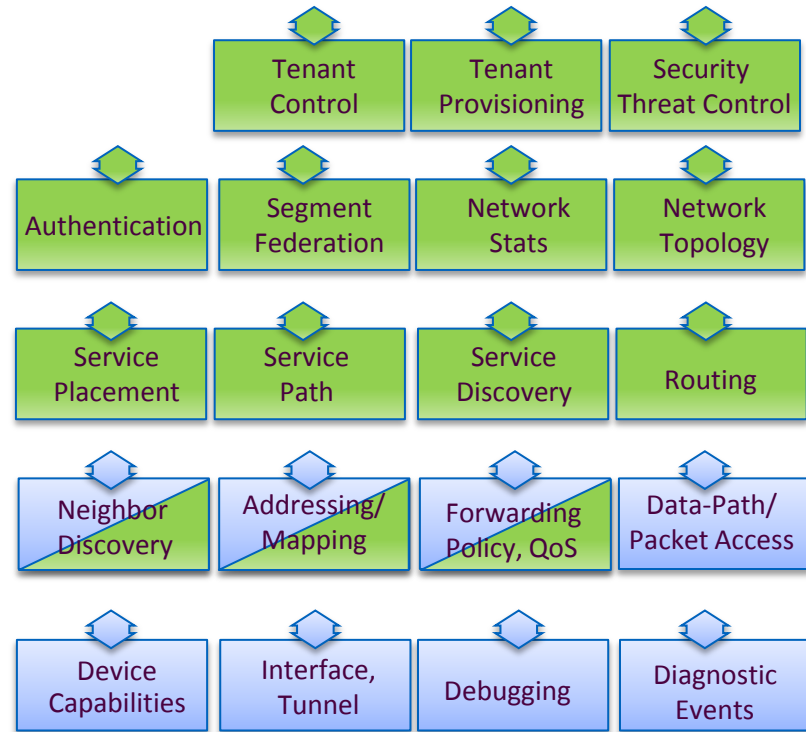 Tenant
Control
Tenant
Provisioning
Security
Threat Control
Authentication
Segment
Federation
Network
Stats
Network
Topology
Service
Placement
Service
Path
Service
Discovery
Routing
Neighbor
Discovery
Addressing/
Mapping
Forwarding
Policy, QoS
Data-Path/
Packet Access
Device
Capabilities
Interface,
Tunnel
Debugging
Diagnostic
Events